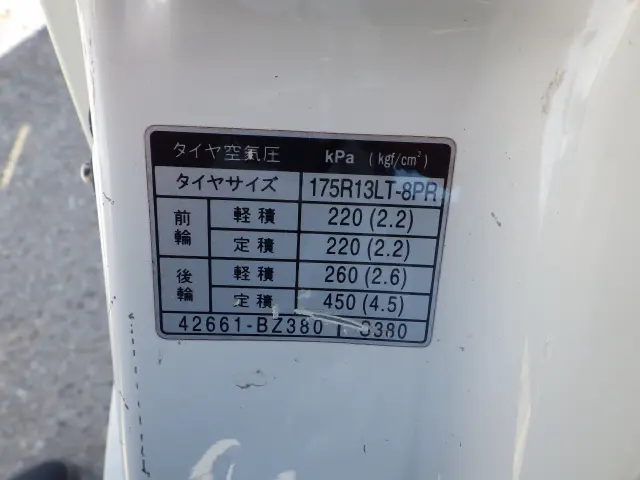 タイヤ空気圧 kPa (kgf/cm²)
タイヤサイズ 175R13LT-8PR
前輪 軽積 220 (2.2)
定積 220 (2.2)
後輪 軽積 260 (2.6)
定積 450 (4.5)
42661-BZ380